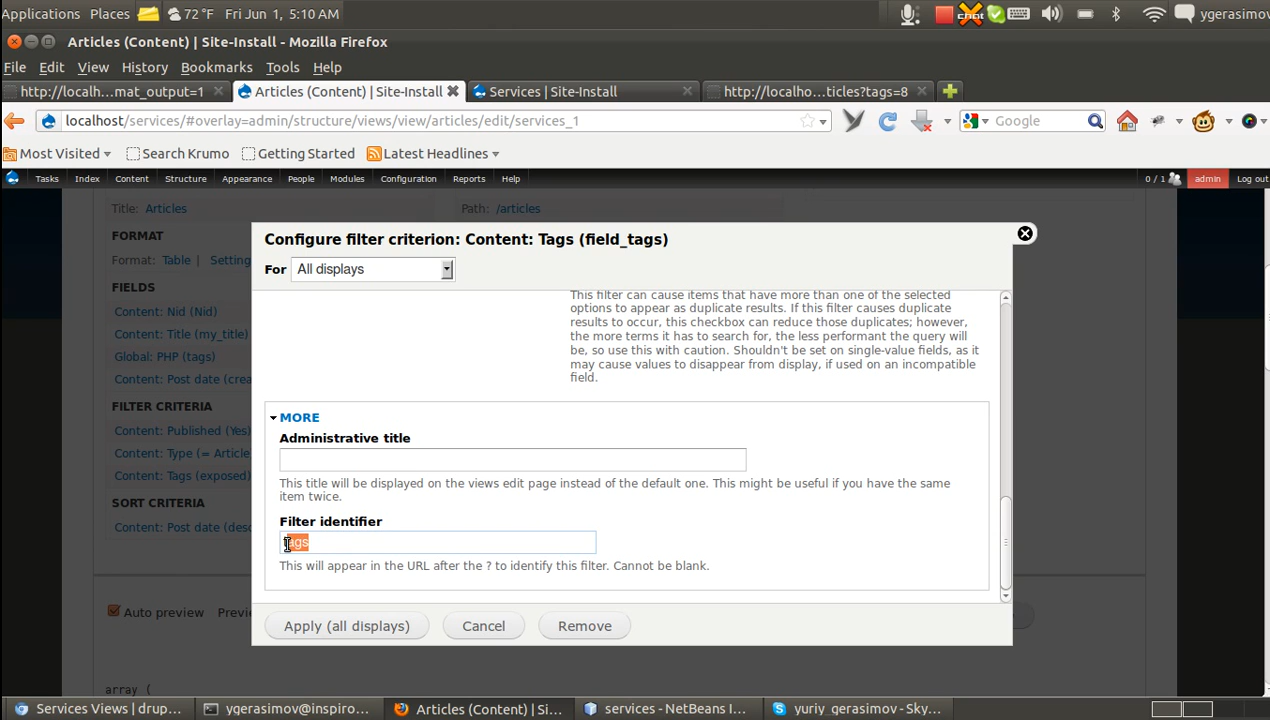 Applications Places 72 °F Fri Jun 1, 5:10 AM ygerasimov
Articles (Content) | Site-Install - Mozilla Firefox
File Edit View History Bookmarks Tools Help
http://localh...mat_output=1 Articles (Content) | Site-Install Services | Site-Install http://localho...ticles?tags=8
localhost/services/#overlay=admin/structure/views/view/articles/edit/services_1 Google
Most Visited Search Krumo Getting Started Latest Headlines
Tasks Index Content Structure Appearance People Modules Configuration Reports Help 0 / 1 admin Log out
Title: Articles Path: /articles
FORMAT
Format: Table | Setting
FIELDS
Content: Nid (Nid)
Content: Title (my_title)
Global: PHP (tags)
Content: Post date (crea
FILTER CRITERIA
Content: Published (Yes)
Content: Type (= Article
Content: Tags (exposed)
SORT CRITERIA
Content: Post date (desc
Auto preview Previe
array (
Configure filter criterion: Content: Tags (field_tags)
For All displays
This filter can cause items that have more than one of the selected
options to appear as duplicate results. If this filter causes duplicate
results to occur, this checkbox can reduce those duplicates; however,
the more terms it has to search for, the less performant the query will
be, so use this with caution. Shouldn't be set on single-value fields, as it
may cause values to disappear from display, if used on an incompatible
field.
MORE
Administrative title
This title will be displayed on the views edit page instead of the default one. This might be useful if you have the same
item twice.
Filter identifier
tags
This will appear in the URL after the ? to identify this filter. Cannot be blank.
Apply (all displays) Cancel Remove
Services Views | drup... ygerasimov@inspiro... Articles (Content) | Si... services - NetBeans I... yuriy_gerasimov - Sky...